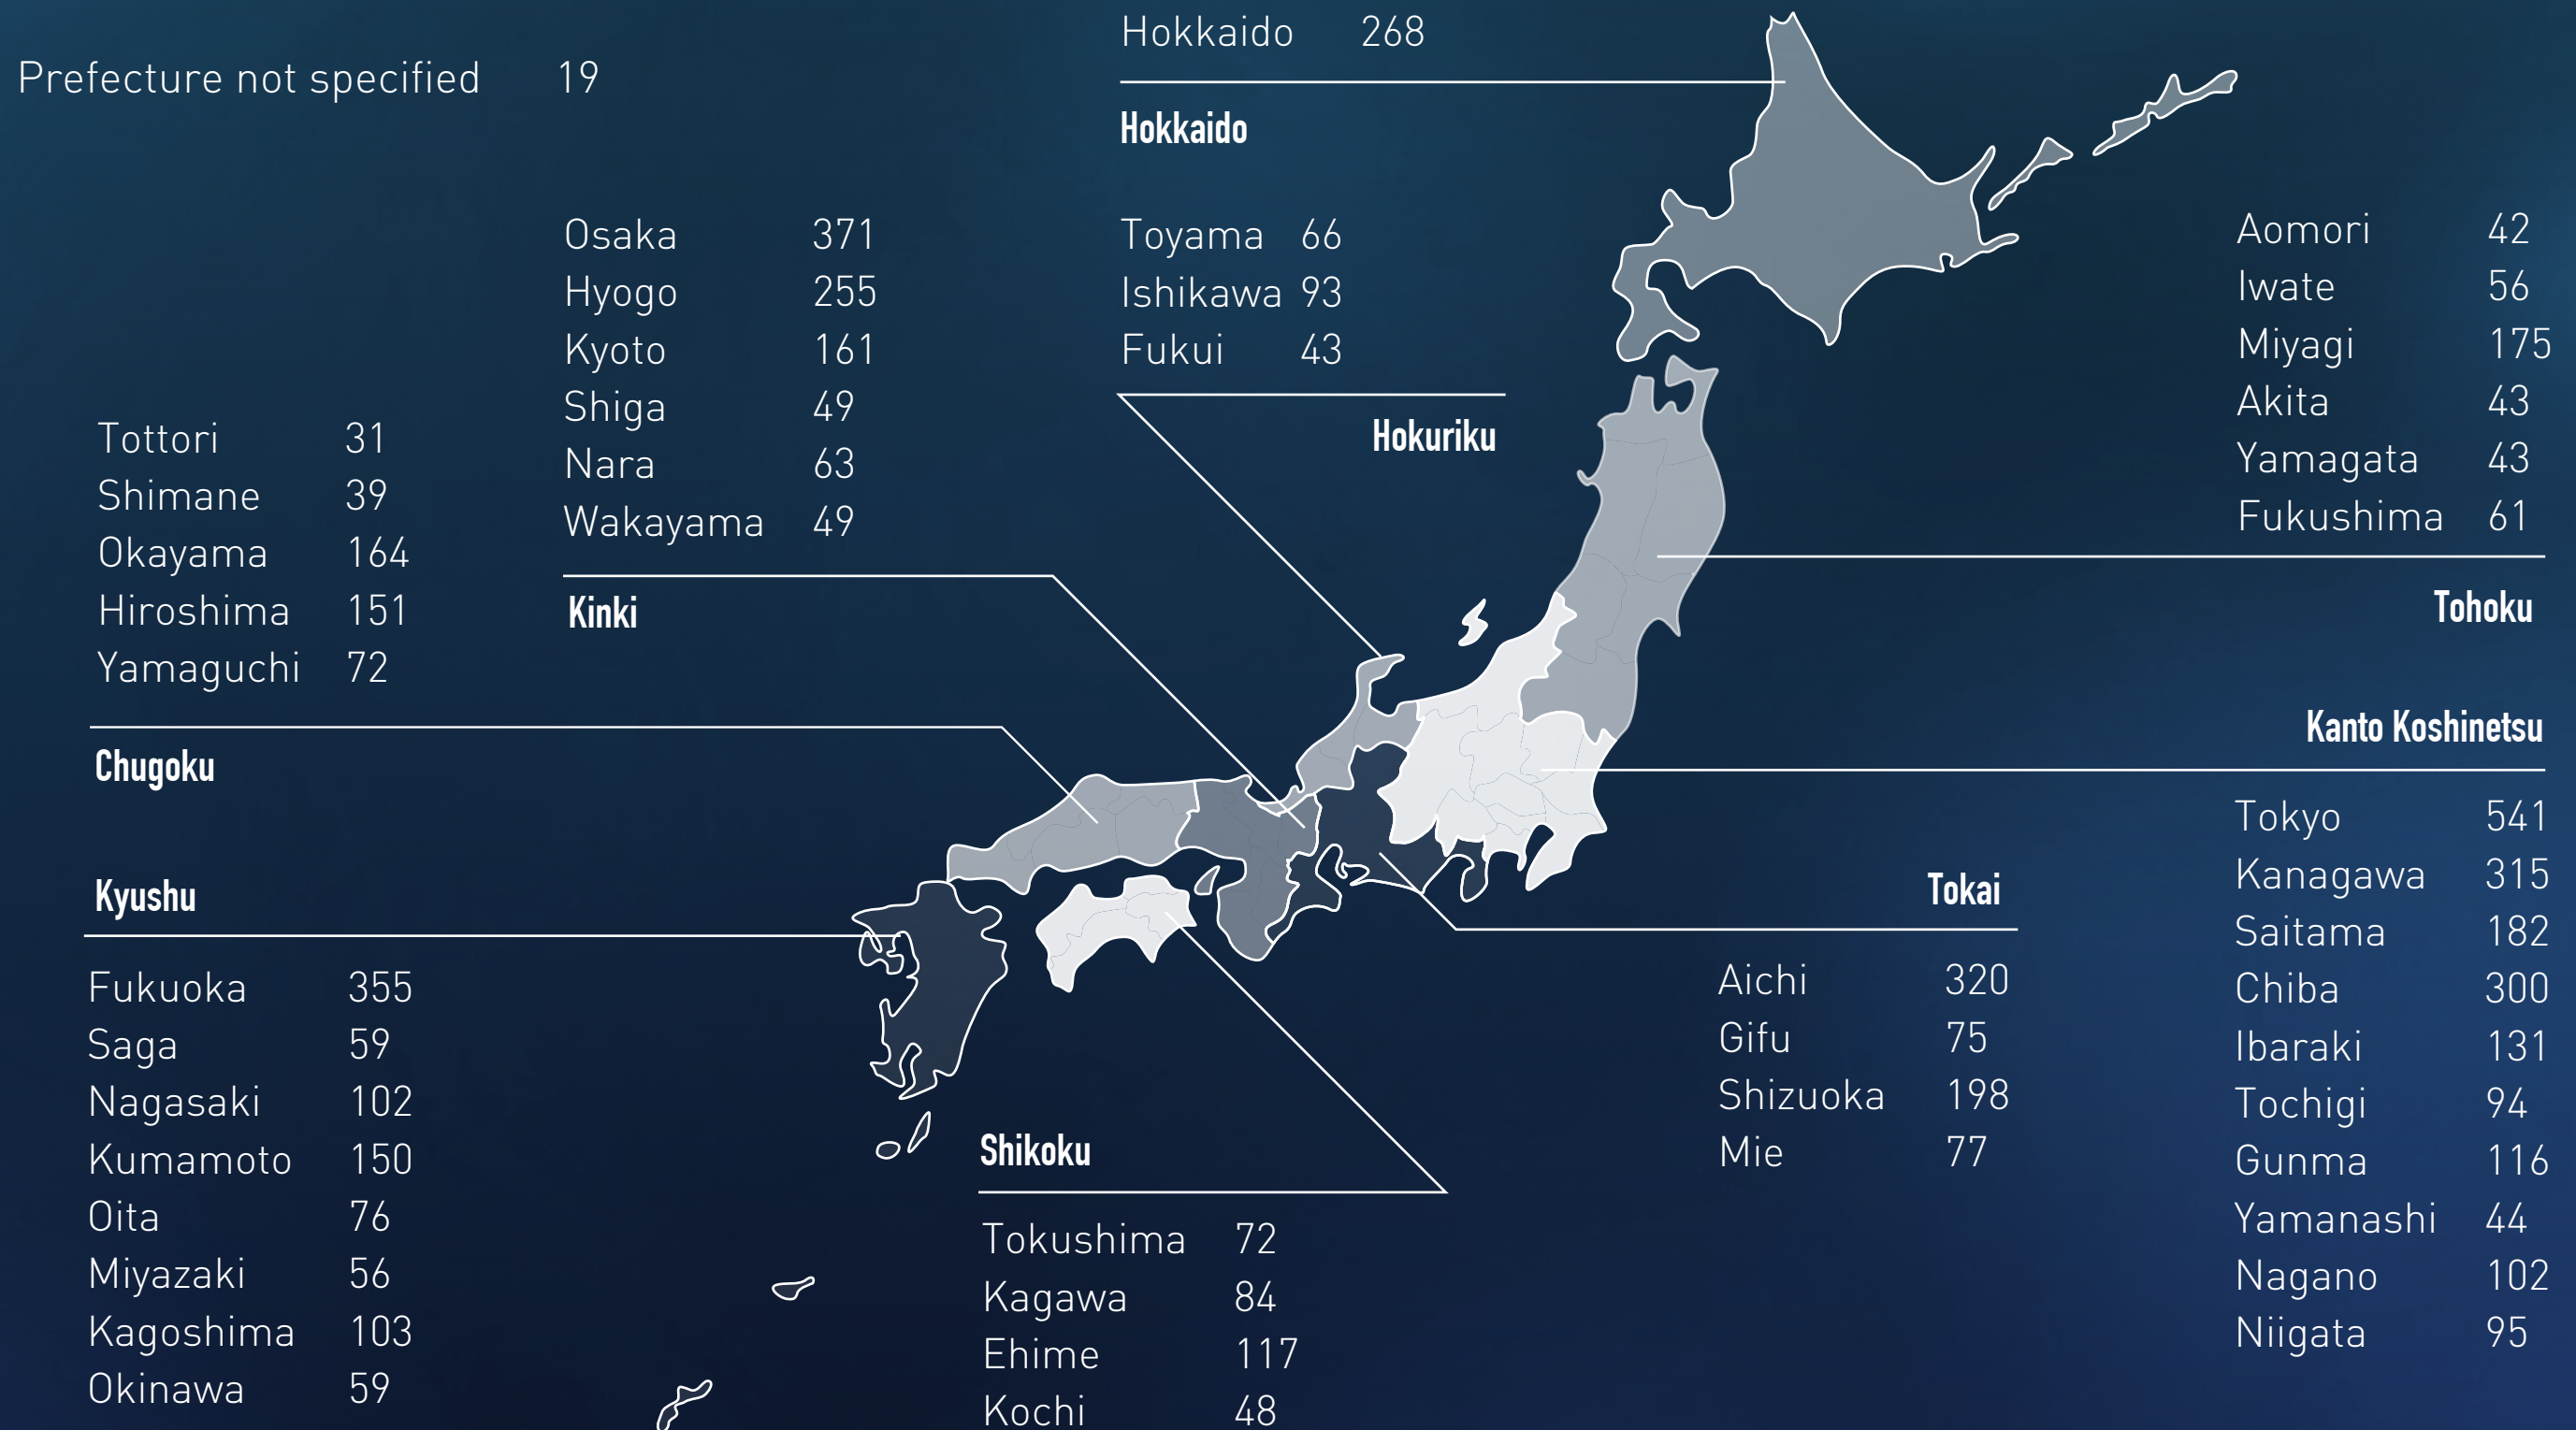 Prefecture not specified 19
Hokkaido 268
Hokkaido
Toyama 66
Ishikawa 93
Fukui 43
Hokuriku
Osaka 371
Hyogo 255
Kyoto 161
Shiga 49
Nara 63
Wakayama 49
Kinki
Tottori 31
Shimane 39
Okayama 164
Hiroshima 151
Yamaguchi 72
Chugoku
Kyushu
Fukuoka 355
Saga 59
Nagasaki 102
Kumamoto 150
Oita 76
Miyazaki 56
Kagoshima 103
Okinawa 59
Shikoku
Tokushima 72
Kagawa 84
Ehime 117
Kochi 48
Aomori 42
Iwate 56
Miyagi 175
Akita 43
Yamagata 43
Fukushima 61
Tohoku
Kanto Koshinetsu
Tokyo 541
Kanagawa 315
Saitama 182
Chiba 300
Ibaraki 131
Tochigi 94
Gunma 116
Yamanashi 44
Nagano 102
Niigata 95
Tokai
Aichi 320
Gifu 75
Shizuoka 198
Mie 77